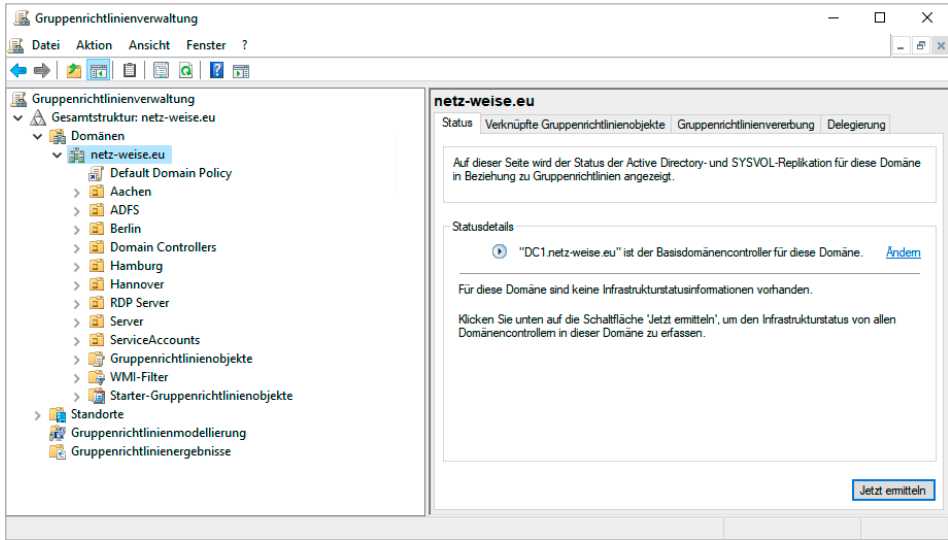 Gruppenrichtlinienverwaltung
Datei Aktion Ansicht Fenster ?
Gruppenrichtlinienverwaltung
Gesamtstruktur: netz-weise.eu
Domänen
netz-weise.eu
Default Domain Policy
Aachen
ADFS
Berlin
Domain Controllers
Hamburg
Hannover
RDP Server
Server
ServiceAccounts
Gruppenrichtlinienobjekte
WMI-Filter
Starter-Gruppenrichtlinienobjekte
Standorte
Gruppenrichtlinienmodellierung
Gruppenrichtlinienergebnisse
netz-weise.eu
Status Verknüpfte Gruppenrichtlinienobjekte Gruppenrichtlinienvererbung Delegierung
Auf dieser Seite wird der Status der Active Directory- und SYSVOL-Replikation für diese Domäne
in Beziehung zu Gruppenrichtlinien angezeigt.
Statusdetails
"DC1.netz-weise.eu" ist der Basisdomänencontroller für diese Domäne. Ändern
Für diese Domäne sind keine Infrastrukturstatusinformationen vorhanden.
Klicken Sie unten auf die Schaltfläche 'Jetzt ermitteln', um den Infrastrukturstatus von allen
Domänencontrollern in dieser Domäne zu erfassen.
Jetzt ermitteln